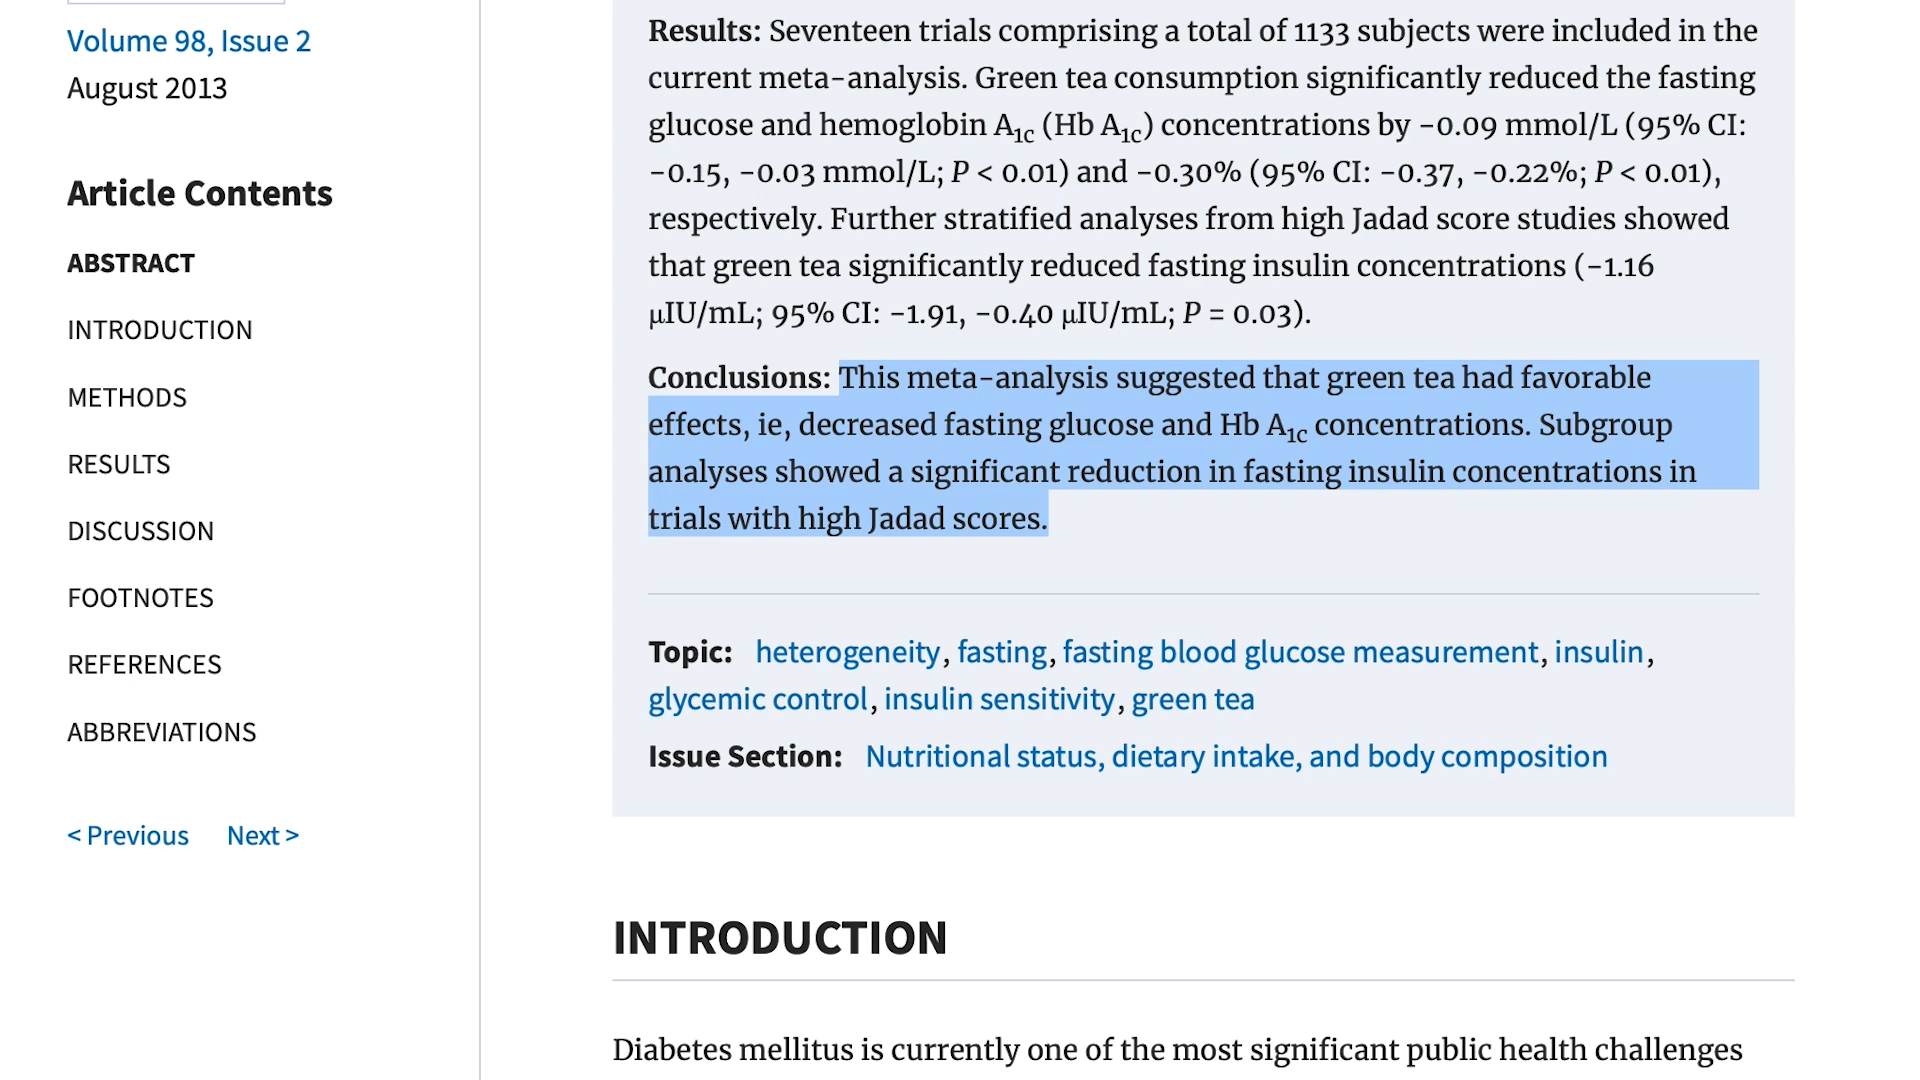 Volume 98, Issue 2
August 2013
Article Contents
ABSTRACT
INTRODUCTION
METHODS
RESULTS
DISCUSSION
FOOTNOTES
REFERENCES
ABBREVIATIONS
< Previous Next >
Results: Seventeen trials comprising a total of 1133 subjects were included in the
current meta-analysis. Green tea consumption significantly reduced the fasting
glucose and hemoglobin A1c (Hb A1c) concentrations by −0.09 mmol/L (95% CI:
−0.15, −0.03 mmol/L; P < 0.01) and −0.30% (95% CI: −0.37, −0.22%; P < 0.01),
respectively. Further stratified analyses from high Jadad score studies showed
that green tea significantly reduced fasting insulin concentrations (−1.16
μIU/mL; 95% CI: −1.91, −0.40 μIU/mL; P = 0.03).
Conclusions: This meta-analysis suggested that green tea had favorable
effects, ie, decreased fasting glucose and Hb A1c concentrations. Subgroup
analyses showed a significant reduction in fasting insulin concentrations in
trials with high Jadad scores.
Topic: heterogeneity, fasting, fasting blood glucose measurement, insulin,
glycemic control, insulin sensitivity, green tea
Issue Section: Nutritional status, dietary intake, and body composition
INTRODUCTION
Diabetes mellitus is currently one of the most significant public health challenges